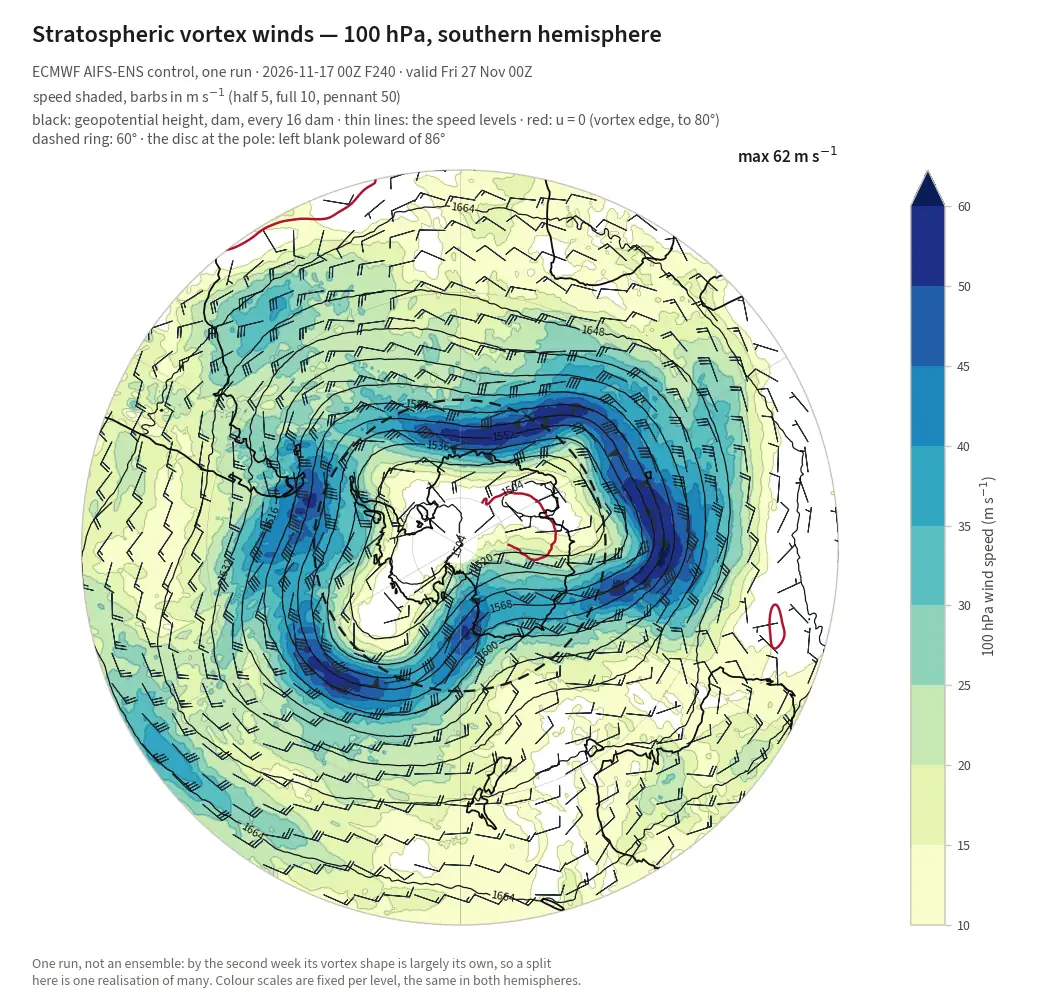 Stratospheric vortex winds — 100 hPa, southern hemisphere
ECMWF AIFS-ENS control, one run · 2026-11-17 00Z F240 · valid Fri 27 Nov 00Z
speed shaded, barbs in m s⁻¹ (half 5, full 10, pennant 50)
black: geopotential height, dam, every 16 dam · thin lines: the speed levels · red: u = 0 (vortex edge, to 80°)
dashed ring: 60° · the disc at the pole: left blank poleward of 86°
max 62 m s⁻¹
1664
1648
1552
1536
1504
1504
1520
1568
1600
1616
1664
1664
60
50
45
40
35
30
25
20
15
10
100 hPa wind speed (m s⁻¹)
One run, not an ensemble: by the second week its vortex shape is largely its own, so a split
here is one realisation of many. Colour scales are fixed per level, the same in both hemispheres.